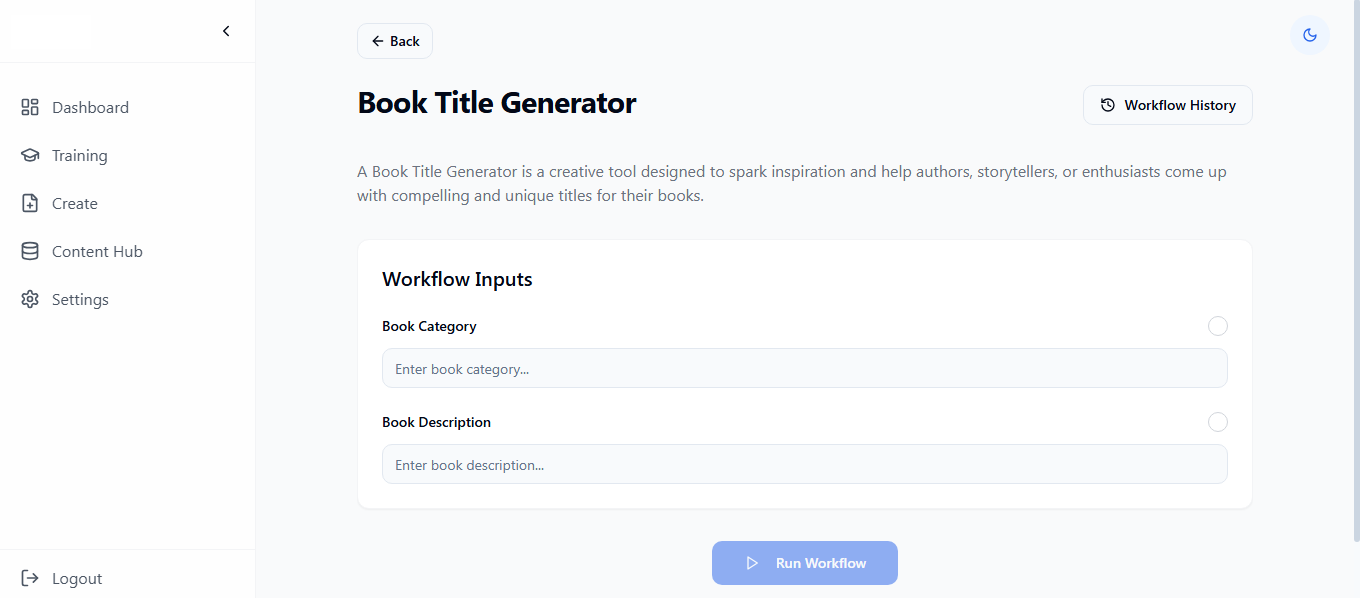 Dashboard
Training
Create
Content Hub
Settings
Logout
Back
Book Title Generator
Workflow History
A Book Title Generator is a creative tool designed to spark inspiration and help authors, storytellers, or enthusiasts come up
with compelling and unique titles for their books.
Workflow Inputs
Book Category
Enter book category...
Book Description
Enter book description...
Run Workflow